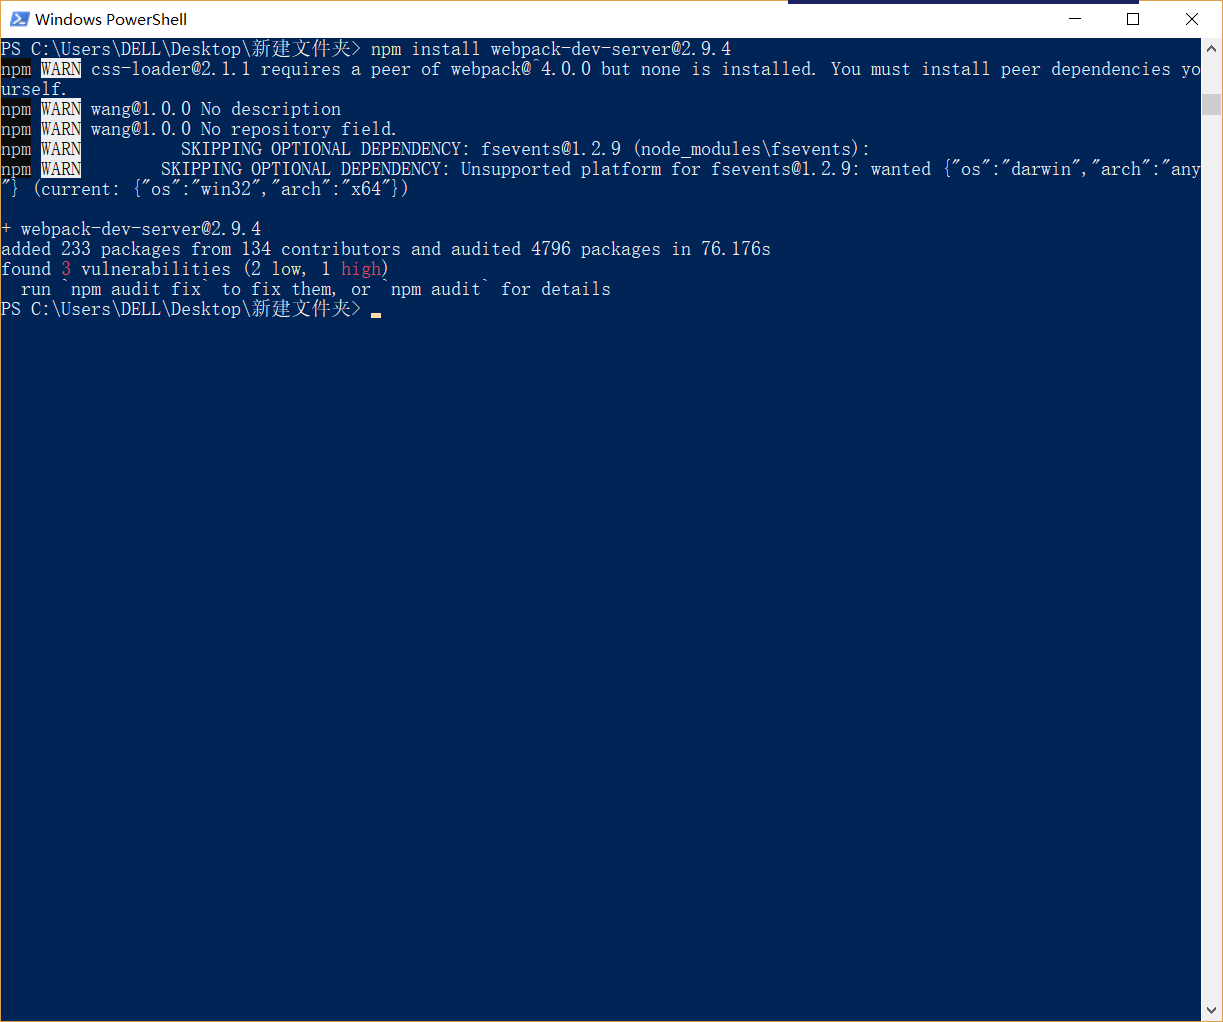 Windows PowerShell
PS C:\Users\DELL\Desktop\新建文件夹> npm install webpack-dev-server@2.9.4
npm WARN css-loader@2.1.1 requires a peer of webpack@^4.0.0 but none is installed. You must install peer dependencies yo
urself.
npm WARN wang@1.0.0 No description
npm WARN wang@1.0.0 No repository field.
npm WARN SKIPPING OPTIONAL DEPENDENCY: fsevents@1.2.9 (node_modules\fsevents):
npm WARN SKIPPING OPTIONAL DEPENDENCY: Unsupported platform for fsevents@1.2.9: wanted {"os":"darwin","arch":"any
"} (current: {"os":"win32","arch":"x64"})
+ webpack-dev-server@2.9.4
added 233 packages from 134 contributors and audited 4796 packages in 76.176s
found 3 vulnerabilities (2 low, 1 high)
run `npm audit fix` to fix them, or `npm audit` for details
PS C:\Users\DELL\Desktop\新建文件夹>